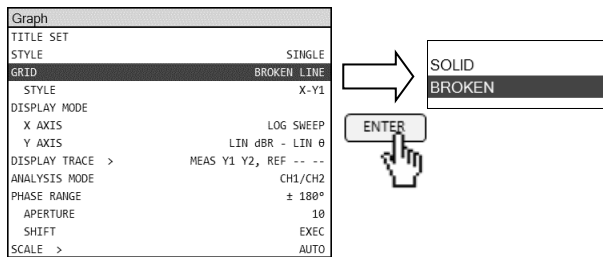 Graph
TITLE SET
STYLE SINGLE
GRID BROKEN LINE
STYLE X-Y1
DISPLAY MODE
X AXIS LOG SWEEP
Y AXIS LIN dBR - LIN θ
DISPLAY TRACE > MEAS Y1 Y2, REF -- --
ANALYSIS MODE CH1/CH2
PHASE RANGE ± 180°
APERTURE 10
SHIFT EXEC
SCALE > AUTO
ENTER
SOLID
BROKEN